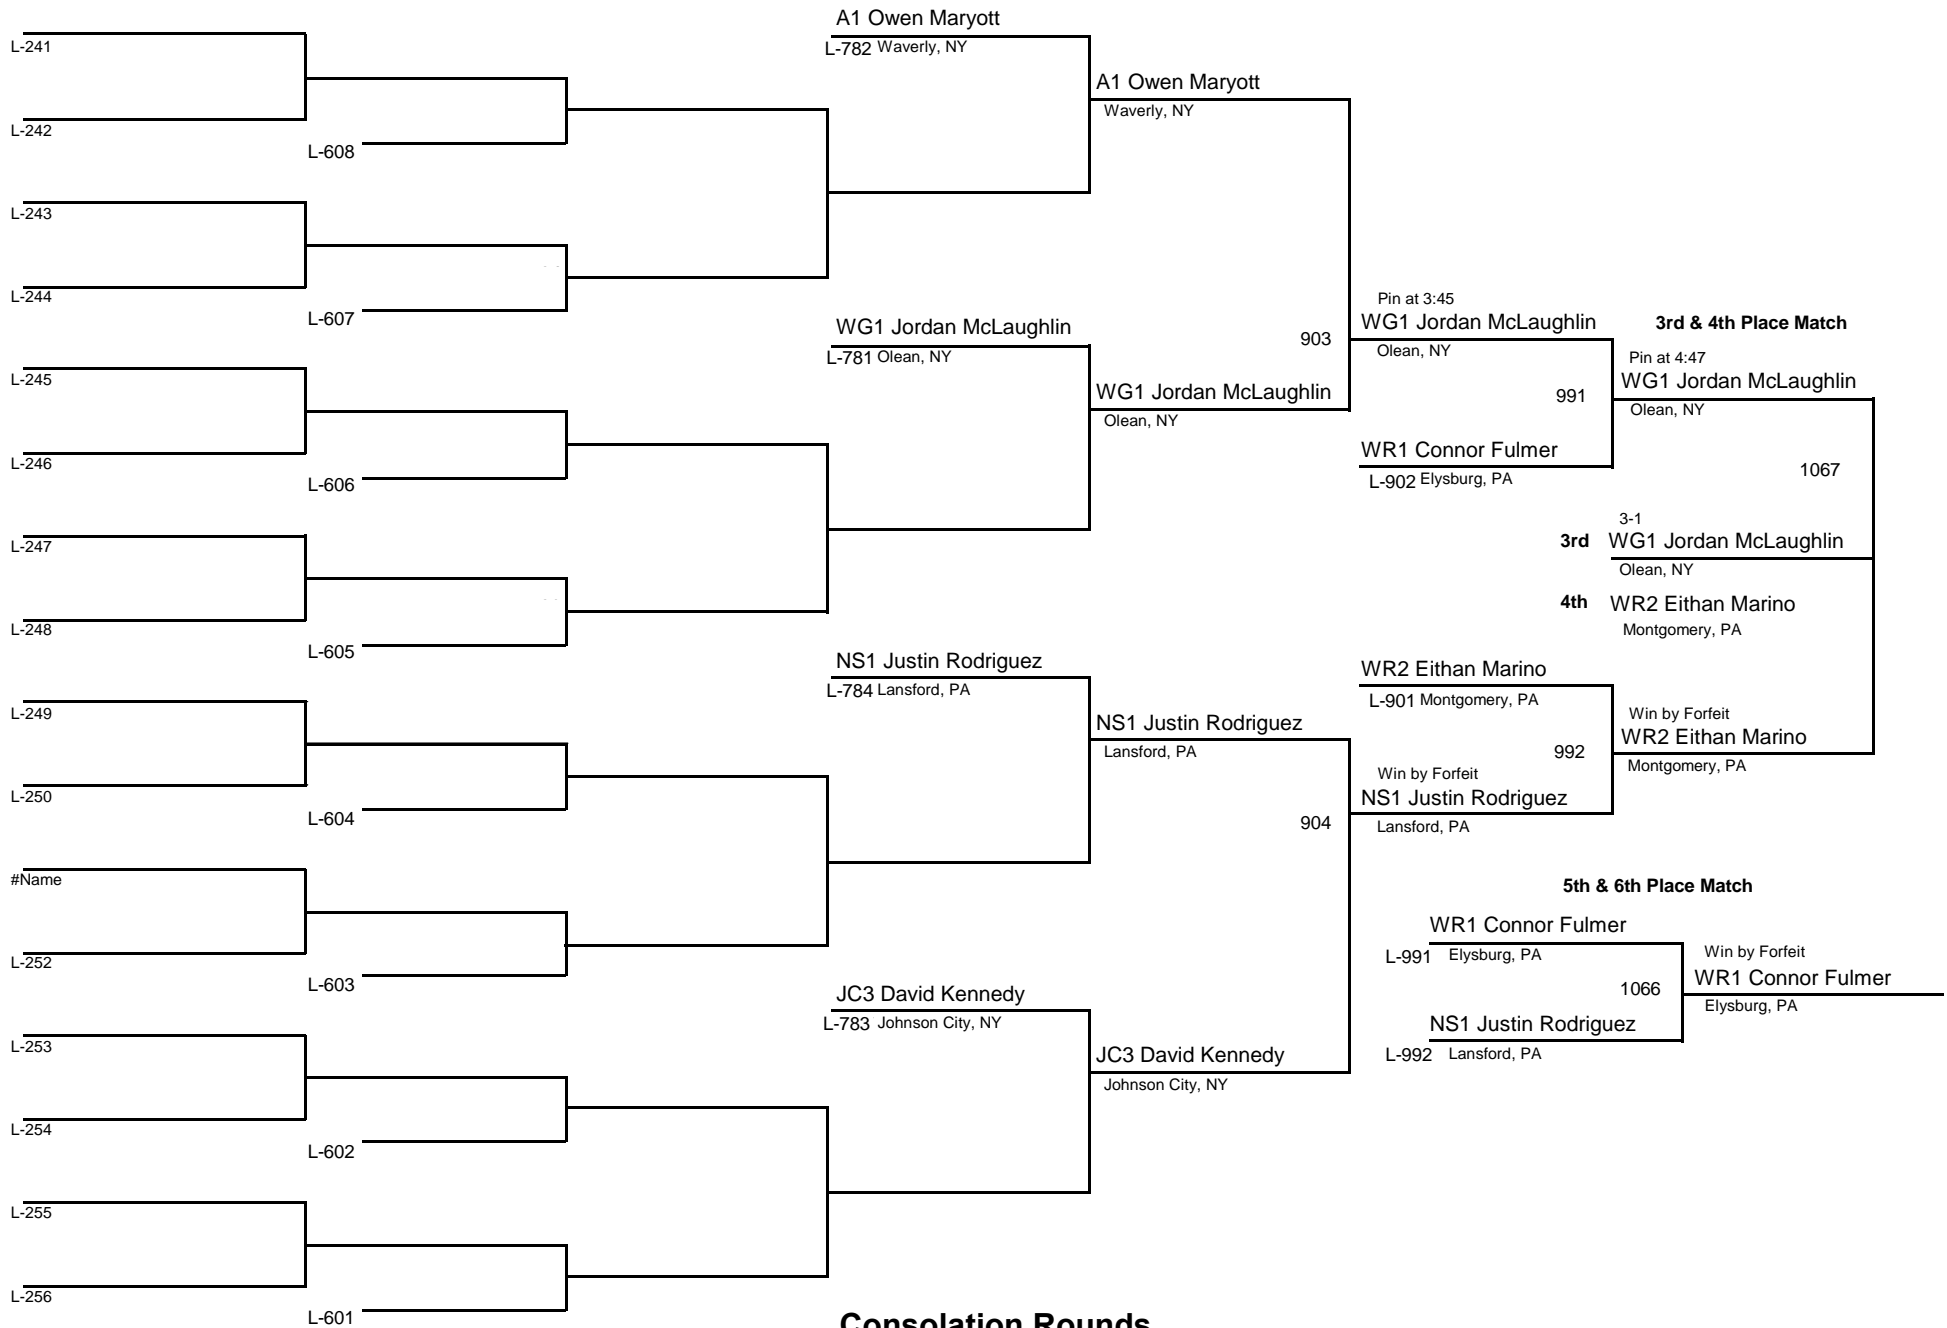 L-241
L-242
L-608
L-243
L-244
L-607
L-245
L-246
L-606
L-247
L-248
L-605
L-249
L-250
L-604
#Name
L-252
L-603
L-253
L-254
L-602
L-255
L-256
L-601
A1 Owen Maryott
L-782 Waverly, NY
WG1 Jordan McLaughlin
L-781 Olean, NY
NS1 Justin Rodriguez
L-784 Lansford, PA
JC3 David Kennedy
L-783 Johnson City, NY
A1 Owen Maryott
Waverly, NY
903
WG1 Jordan McLaughlin
Olean, NY
NS1 Justin Rodriguez
Lansford, PA
904
JC3 David Kennedy
Johnson City, NY
Pin at 3:45
WG1 Jordan McLaughlin
Olean, NY
991
WR1 Connor Fulmer
L-902 Elysburg, PA
WR2 Eithan Marino
L-901 Montgomery, PA
992
Win by Forfeit
NS1 Justin Rodriguez
Lansford, PA
3rd & 4th Place Match
Pin at 4:47
WG1 Jordan McLaughlin
Olean, NY
1067
3-1
3rd WG1 Jordan McLaughlin
Olean, NY
4th WR2 Eithan Marino
Montgomery, PA
Win by Forfeit
WR2 Eithan Marino
Montgomery, PA
5th & 6th Place Match
WR1 Connor Fulmer
L-991 Elysburg, PA
1066
NS1 Justin Rodriguez
L-992 Lansford, PA
Win by Forfeit
WR1 Connor Fulmer
Elysburg, PA
Consolation Rounds